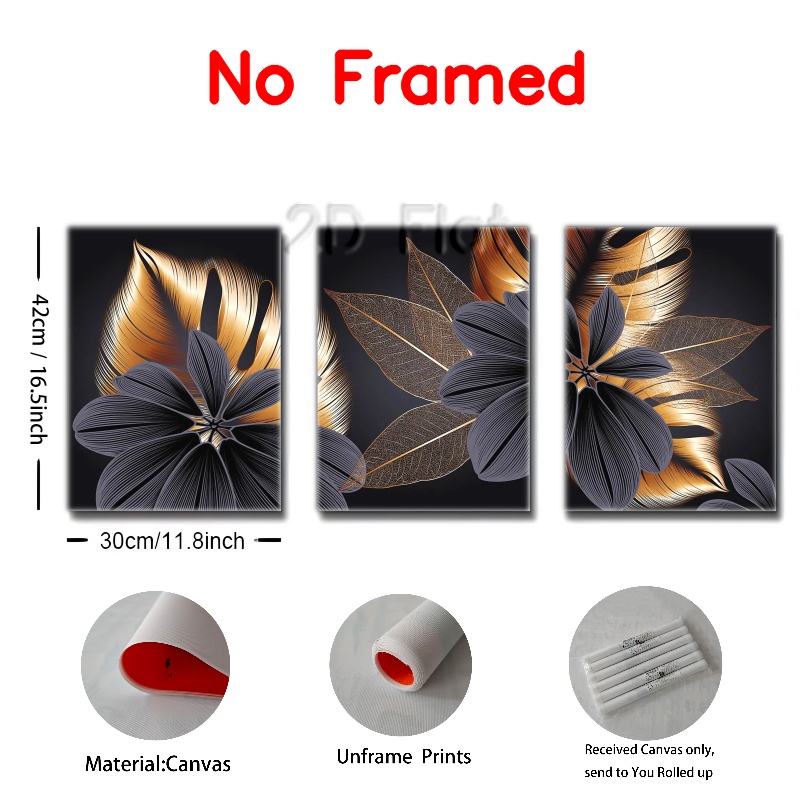 No Framed
2D Flat
42cm / 16.5inch
30cm/11.8inch
Material:Canvas
Unframe Prints
Received Canvas only,
send to You Rolled up